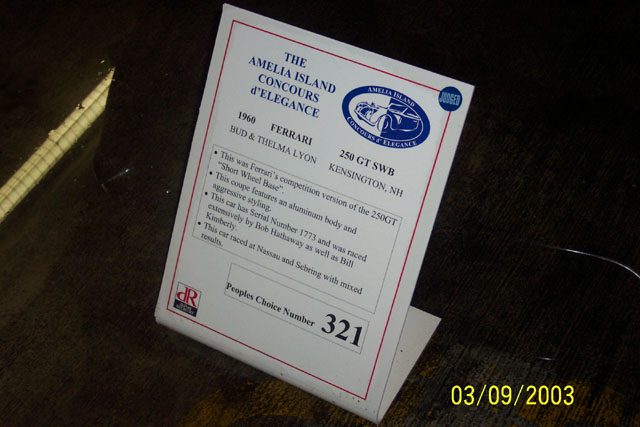 THE
AMELIA ISLAND
CONCOURS
d'ELEGANCE
AMELIA ISLAND
CONCOURS d' ELEGANCE
JUDGED
1960 FERRARI 250 GT SWB
BUD & THELMA LYON KENSINGTON, NH
• This was Ferrari's competition version of the 250GT
"Short Wheel Base".
• This coupe features an aluminum body and
aggressive styling.
• This car has Serial Number 1773 and was raced
extensively by Bob Hathaway as well as Bill
Kimberly.
• This car raced at Nassau and Sebring with mixed
results.
Peoples Choice Number 321
dR
03/09/2003